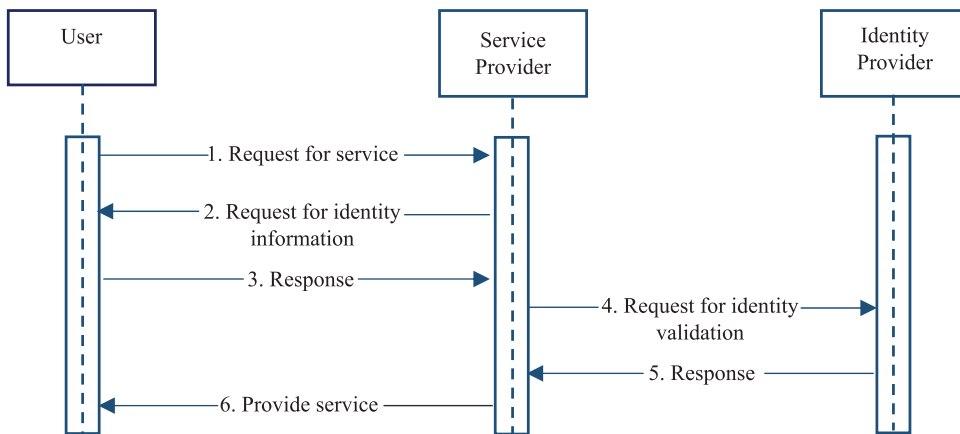 User
Service
Provider
Identity
Provider
1. Request for service
2. Request for identity
information
3. Response
4. Request for identity
validation
5. Response
6. Provide service